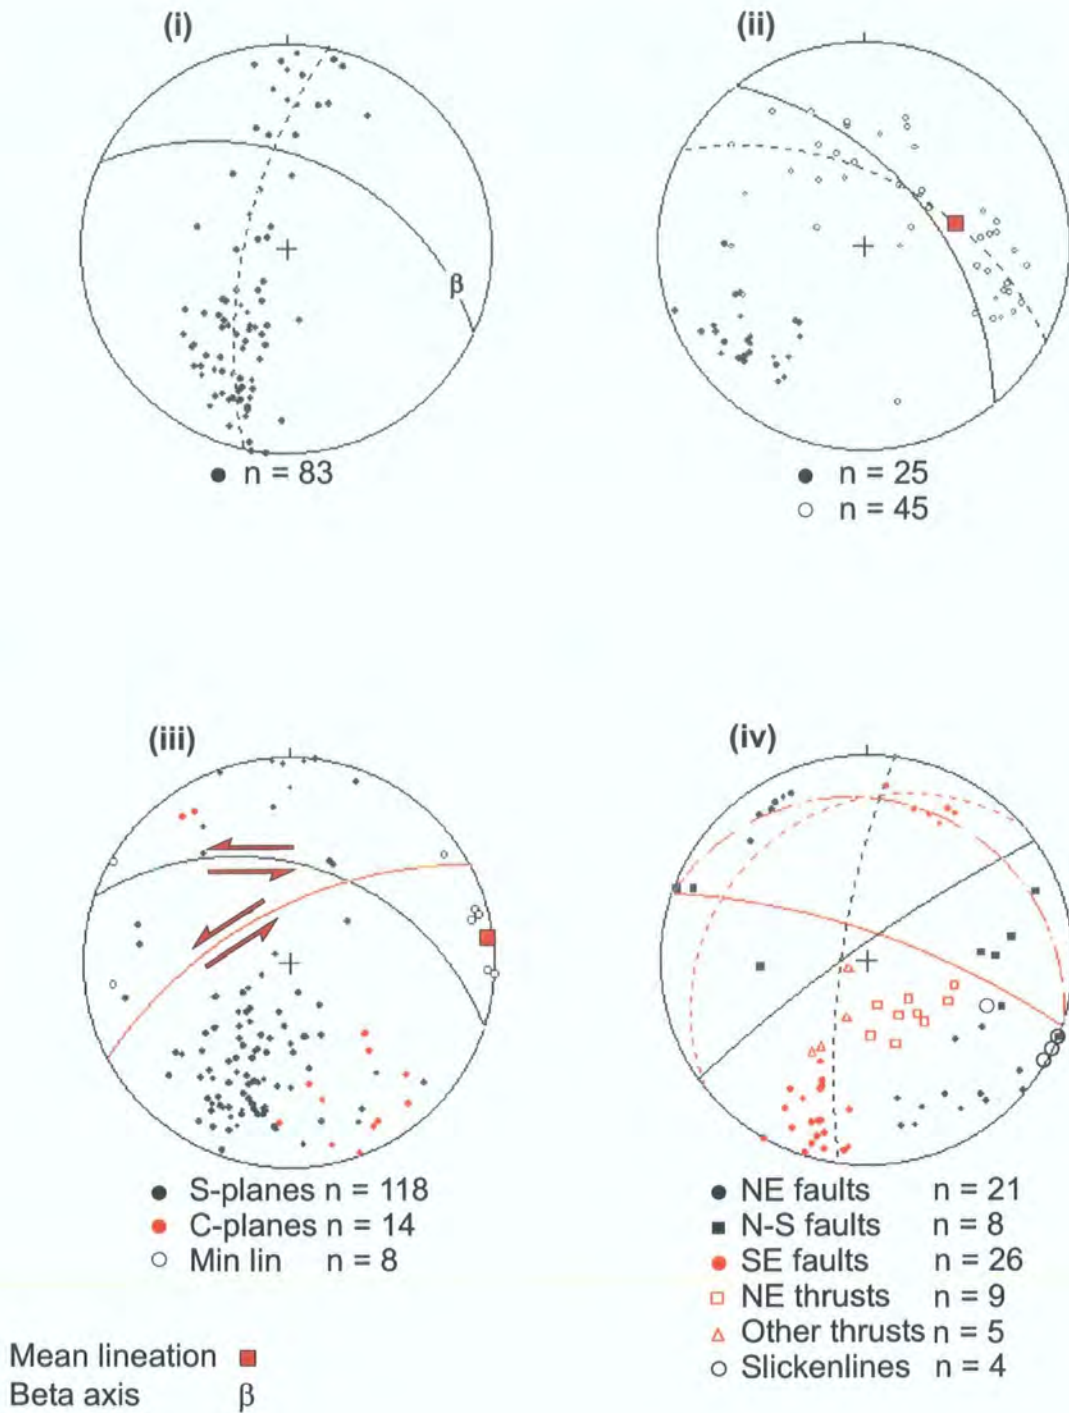 (i)
(ii)
β
● n = 83
● n = 25
○ n = 45
(iii)
(iv)
● S-planes n = 118
● C-planes n = 14
○ Min lin n = 8
● NE faults n = 21
■ N-S faults n = 8
● SE faults n = 26
□ NE thrusts n = 9
△ Other thrusts n = 5
○ Slickenlines n = 4
Mean lineation ■
Beta axis β